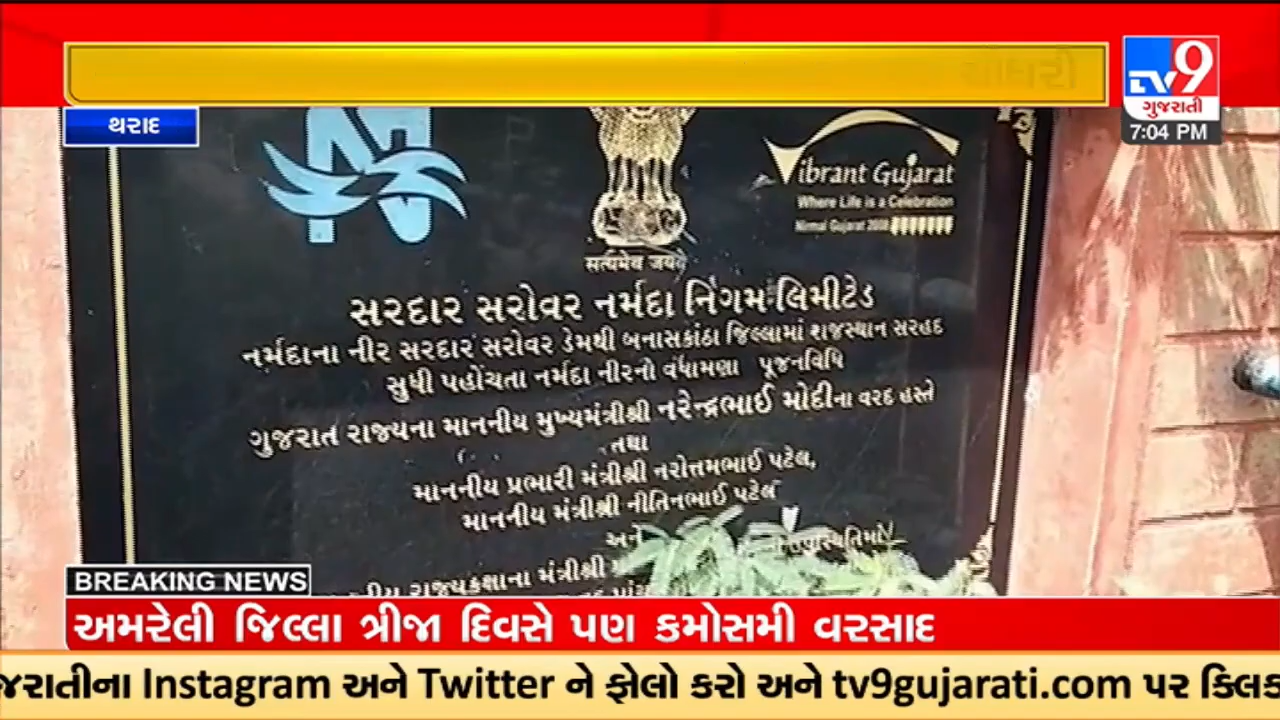 TV9
ગુજરાતી
7:04 PM
થરાદ
Vibrant Gujarat
Where Life is a Celebration
Nirmal Gujarat 2008
સત્યમેવ જયતે
સરદાર સરોવર નર્મદા નિગમ લિમીટેડ
નર્મદાના નીર સરદાર સરોવર ડેમથી બનાસકાંઠા જિલ્લામાં રાજસ્થાન સરહદ
સુધી પહોંચતા નર્મદા નીરનો વધામણા પૂજનવિધિ
ગુજરાત રાજ્યના માનનીય મુખ્યમંત્રીશ્રી નરેન્દ્રભાઈ મોદીના વરદ હસ્તે
તથા
માનનીય પ્રભારી મંત્રીશ્રી નરોત્તમભાઈ પટેલ,
માનનીય મંત્રીશ્રી નીતિનભાઈ પટેલ
અને
રાજ્યકક્ષાના મંત્રીશ્રી
BREAKING NEWS
અમરેલી જિલ્લા ત્રીજા દિવસે પણ કમોસમી વરસાદ
જરાતીના Instagram અને Twitter ને ફોલો કરો અને tv9gujarati.com પર ક્લિક